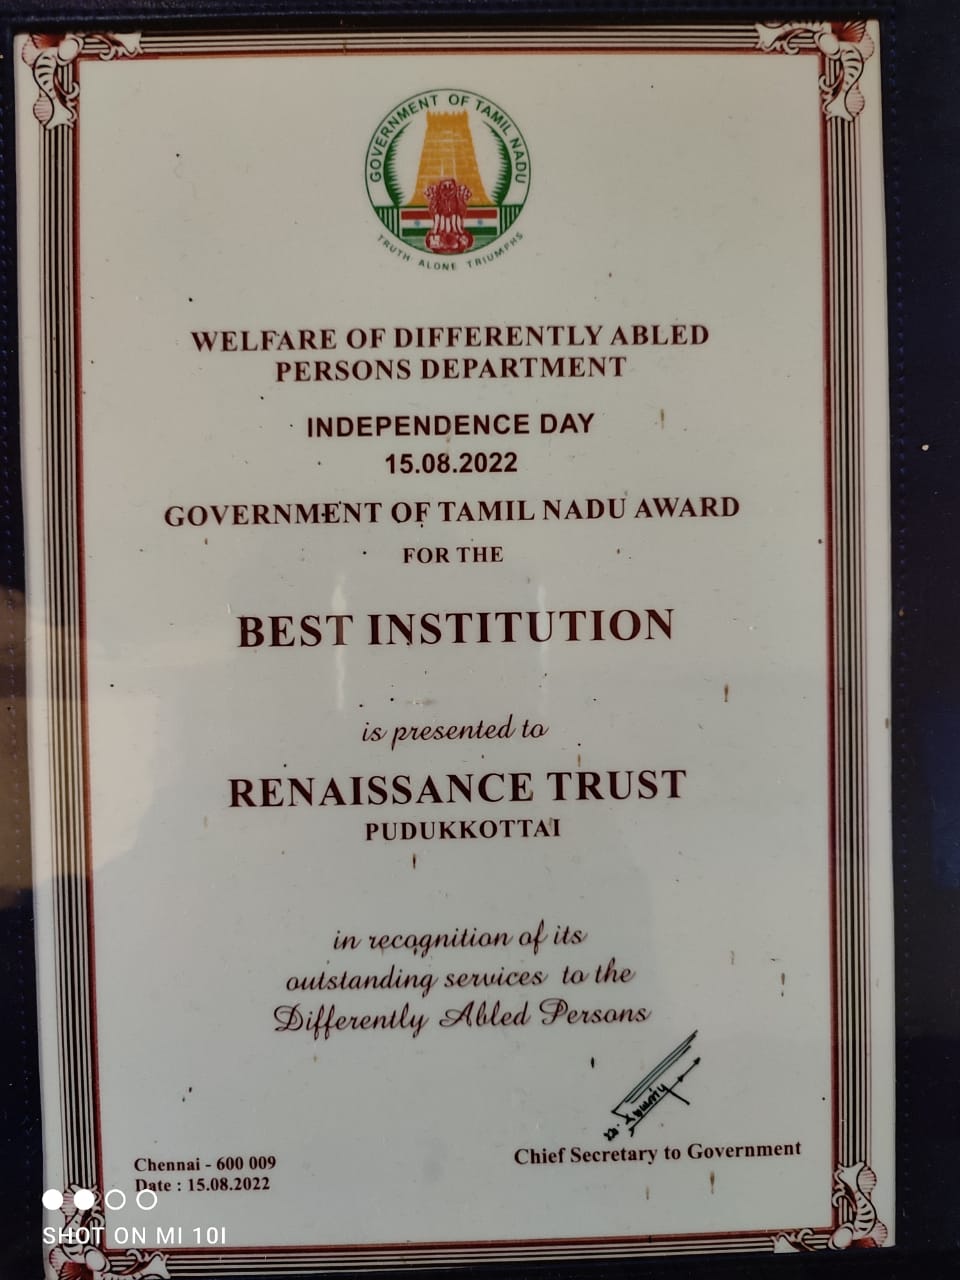 GOVERNMENT OF TAMIL NADU
TRUTH ALONE TRIUMPHS
WELFARE OF DIFFERENTLY ABLED
PERSONS DEPARTMENT
INDEPENDENCE DAY
15.08.2022
GOVERNMENT OF TAMIL NADU AWARD
FOR THE
BEST INSTITUTION
is presented to
RENAISSANCE TRUST
PUDUKKOTTAI
in recognition of its
outstanding services to the
Differently Abled Persons
Chief Secretary to Government
Chennai - 600 009
Date : 15.08.2022
SHOT ON MI 10I